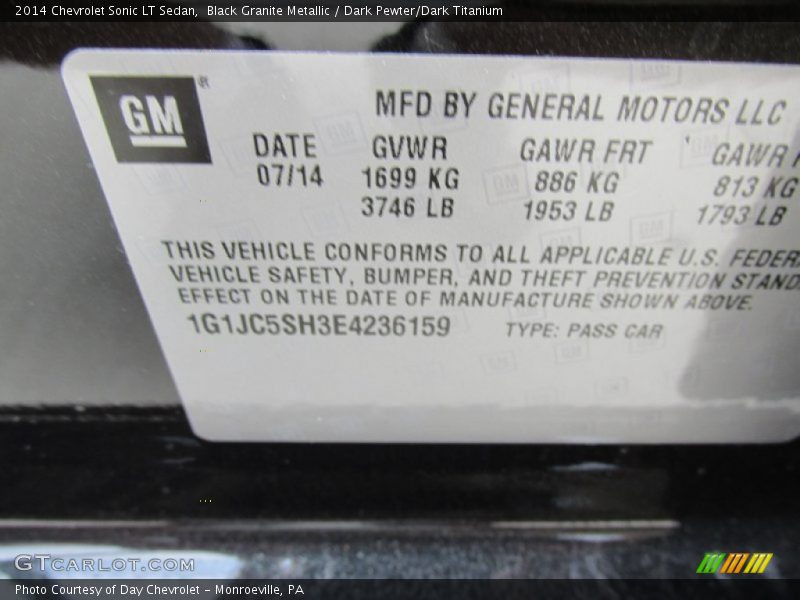 2014 Chevrolet Sonic LT Sedan, Black Granite Metallic / Dark Pewter/Dark Titanium
GM ®
MFD BY GENERAL MOTORS LLC
DATE GVWR GAWR FRT GAWR
07/14 1699 KG 886 KG 813 KG
3746 LB 1953 LB 1793 LB
THIS VEHICLE CONFORMS TO ALL APPLICABLE U.S.
VEHICLE SAFETY, BUMPER, AND THEFT PREVENTION
EFFECT ON THE DATE OF MANUFACTURE SHOWN ABOVE.
1G1JC5SH3E4236159 TYPE: PASS CAR
GTCARLOT.COM
Photo Courtesy of Day Chevrolet - Monroeville, PA